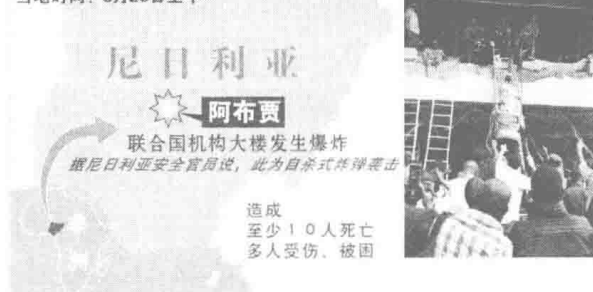 尼日利亚
阿布贾
联合国机构大楼发生爆炸
据尼日利亚安全官员说，此为自杀式炸弹袭击
造成
至少10人死亡
多人受伤、被困